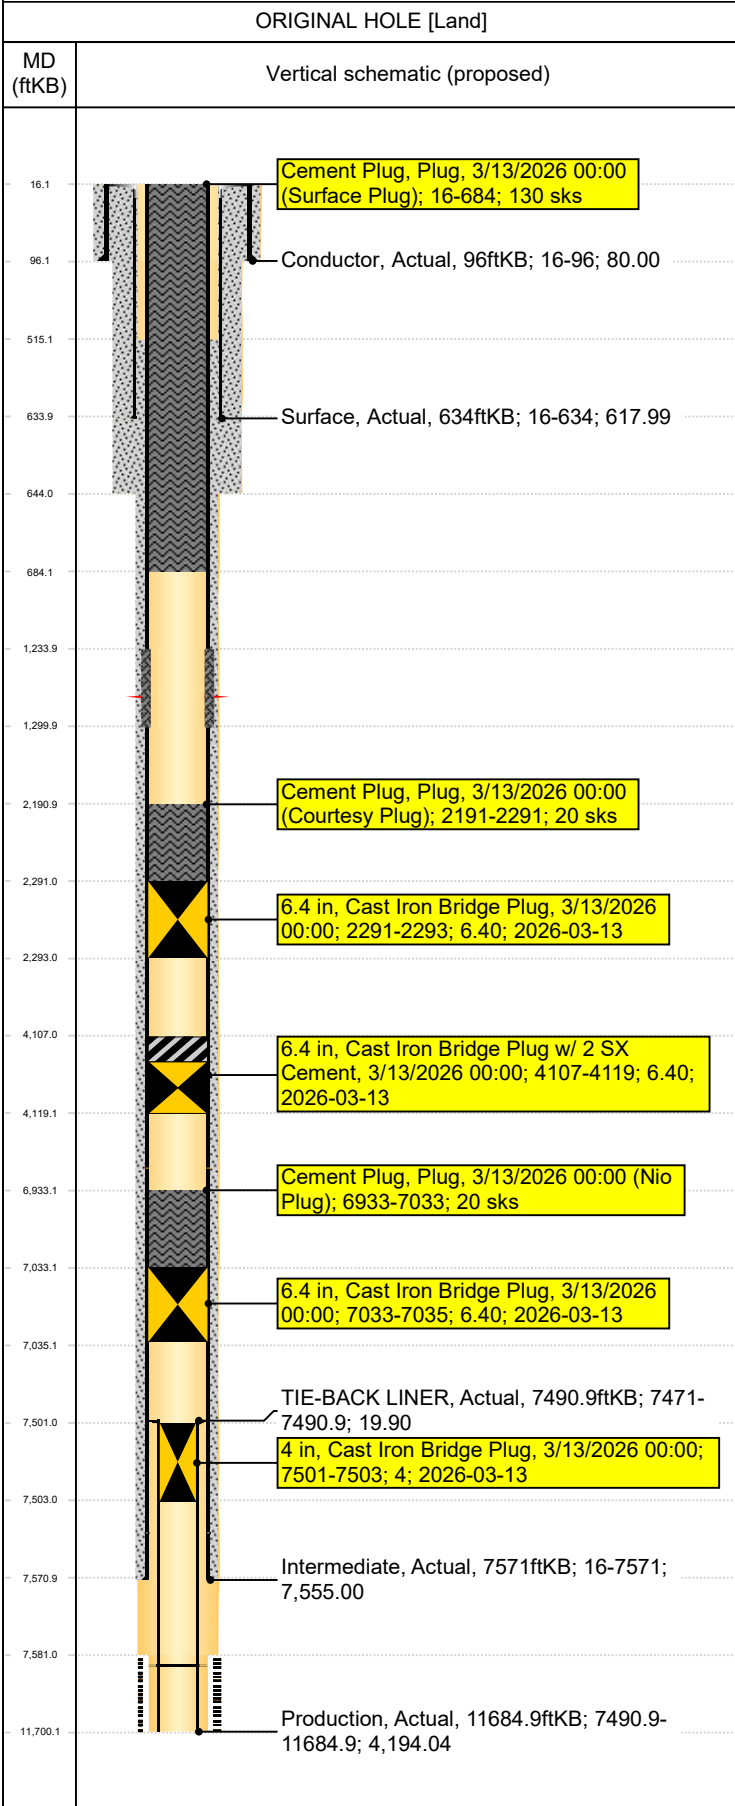 ORIGINAL HOLE [Land]
MD
(ftKB)
Vertical schematic (proposed)
16.1
Cement Plug, Plug, 3/13/2026 00:00
(Surface Plug); 16-684; 130 sks
96.1
Conductor, Actual, 96ftKB; 16-96; 80.00
515.1
633.9
Surface, Actual, 634ftKB; 16-634; 617.99
644.0
684.1
1,233.9
1,299.9
2,190.9
Cement Plug, Plug, 3/13/2026 00:00
(Courtesy Plug); 2191-2291; 20 sks
2,291.0
6.4 in, Cast Iron Bridge Plug, 3/13/2026
00:00; 2291-2293; 6.40; 2026-03-13
2,293.0
4,107.0
6.4 in, Cast Iron Bridge Plug w/ 2 SX
Cement, 3/13/2026 00:00; 4107-4119; 6.40;
2026-03-13
4,119.1
6,933.1
Cement Plug, Plug, 3/13/2026 00:00 (Nio
Plug); 6933-7033; 20 sks
7,033.1
6.4 in, Cast Iron Bridge Plug, 3/13/2026
00:00; 7033-7035; 6.40; 2026-03-13
7,035.1
TIE-BACK LINER, Actual, 7490.9ftKB; 7471-
7490.9; 19.90
7,501.0
4 in, Cast Iron Bridge Plug, 3/13/2026 00:00;
7501-7503; 4; 2026-03-13
7,503.0
Intermediate, Actual, 7571ftKB; 16-7571;
7,555.00
7,570.9
7,581.0
Production, Actual, 11684.9ftKB; 7490.9-
11684.9; 4,194.04
11,700.1